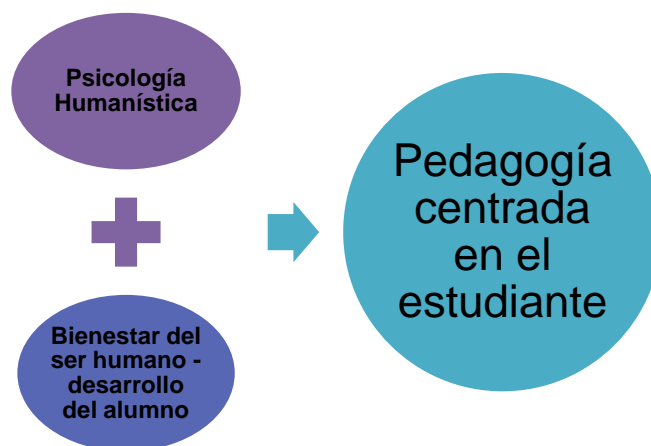 Psicología
Humanística
Bienestar del
ser humano -
desarrollo
del alumno
Pedagogía
centrada
en el
estudiante